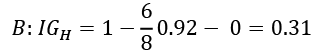 B: IG_H = 1 − 6/8 0.92 − 0 = 0.31